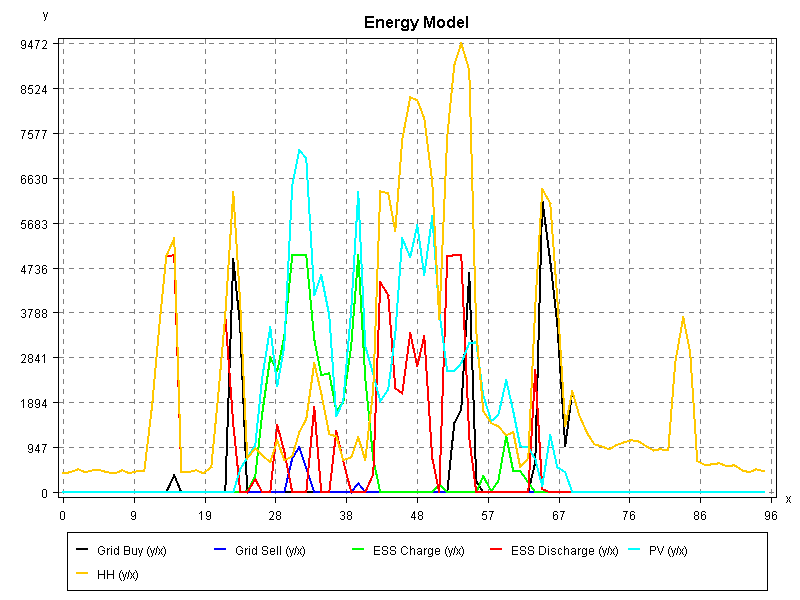 Energy Model
y
9472
8524
7577
6630
5683
4736
3788
2841
1894
947
0
0 9 19 28 38 48 57 67 76 86 96
x
Grid Buy (y/x) Grid Sell (y/x) ESS Charge (y/x) ESS Discharge (y/x) PV (y/x)
HH (y/x)